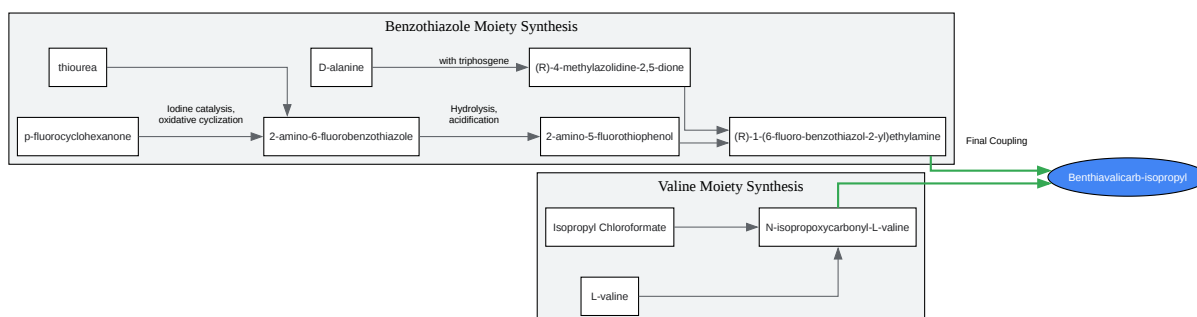 Benzothiazole Moiety Synthesis
thiourea
D-alanine
with triphosgene
(R)-4-methylazolidine-2,5-dione
p-fluorocyclohexanone
Iodine catalysis,
oxidative cyclization
2-amino-6-fluorobenzothiazole
Hydrolysis,
acidification
2-amino-5-fluorothiophenol
(R)-1-(6-fluoro-benzothiazol-2-yl)ethylamine
Final Coupling
Benthiavalicarb-isopropyl
Valine Moiety Synthesis
Isopropyl Chloroformate
N-isopropoxycarbonyl-L-valine
L-valine